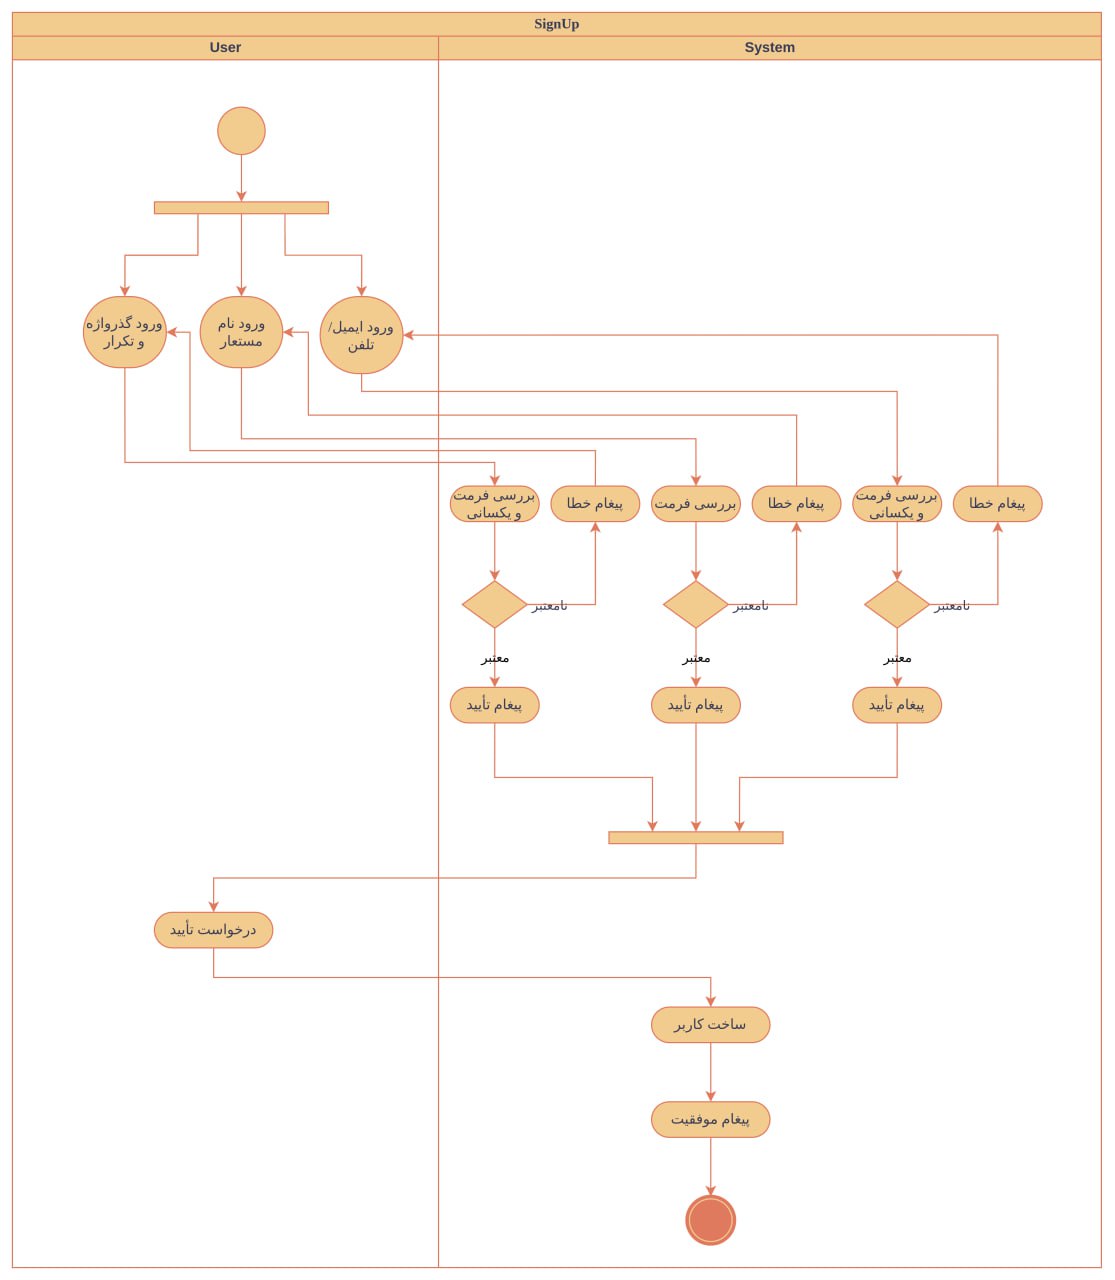 SignUp
User
System
ورود گذرواژه
و تکرار
ورود نام
مستعار
ورود ایمیل/
تلفن
بررسی فرمت
و یکسانی
پیغام خطا
بررسی فرمت
پیغام خطا
بررسی فرمت
و یکسانی
پیغام خطا
نامعتبر
نامعتبر
نامعتبر
معتبر
معتبر
معتبر
پیغام تأیید
پیغام تأیید
پیغام تأیید
درخواست تأیید
ساخت کاربر
پیغام موفقیت